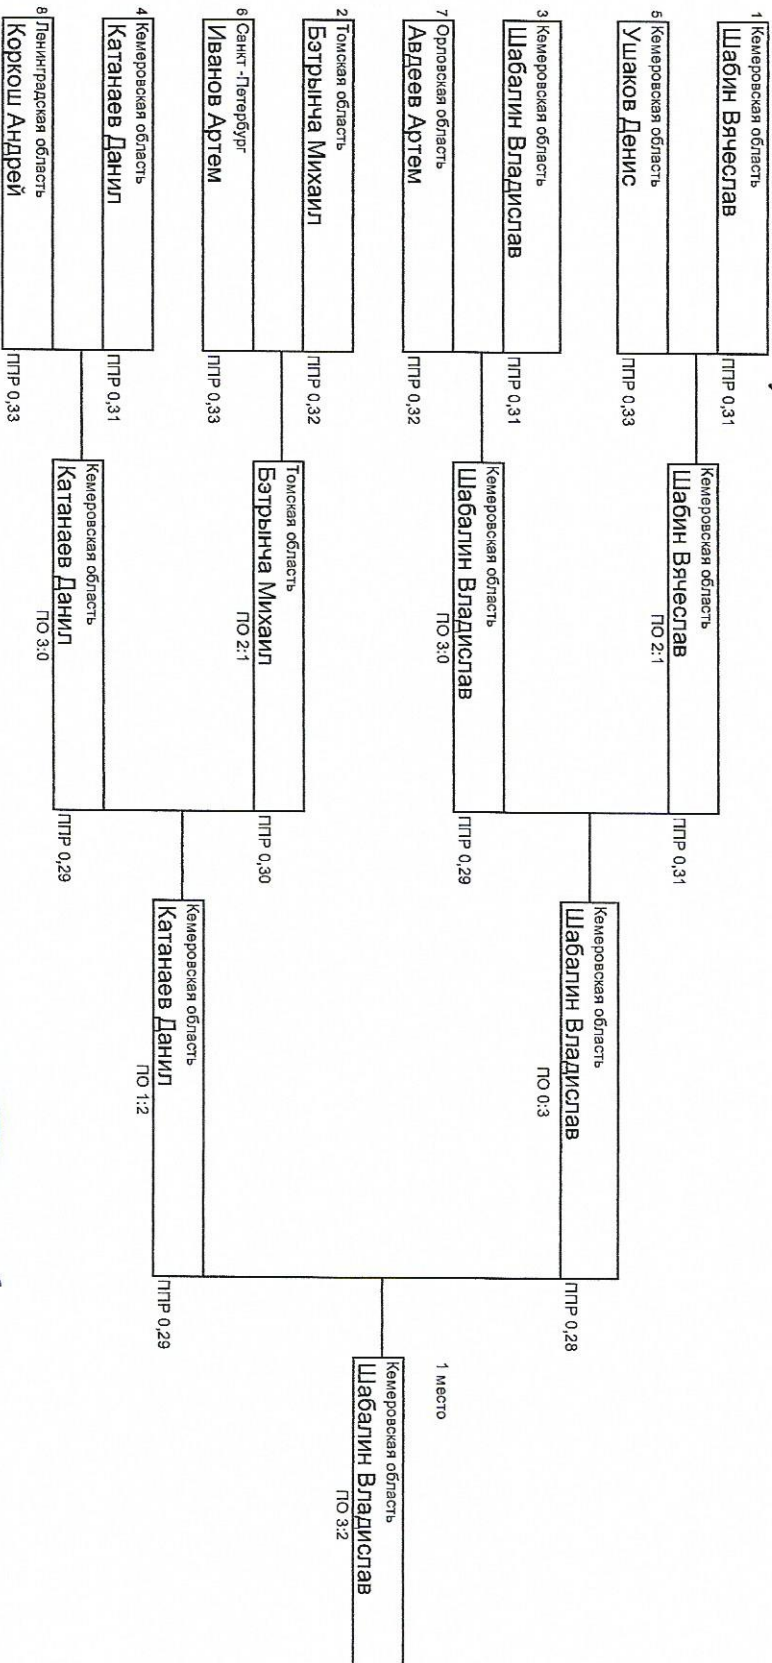 1 Кемеровская область
Шабин Вячеслав
ППР 0,31
5 Кемеровская область
Ушаков Денис
ППР 0,33
3 Кемеровская область
Шабалин Владислав
ППР 0,31
7 Орловская область
Авдеев Артем
ППР 0,32
2 Томская область
Бэтрынча Михаил
ППР 0,32
6 Санкт -Петербург
Иванов Артем
ППР 0,33
4 Кемеровская область
Катанаев Данил
ППР 0,31
8 Ленинградская область
Коркош Андрей
ППР 0,33
Кемеровская область
Шабин Вячеслав
ПО 2:1
ППР 0,31
Кемеровская область
Шабалин Владислав
ПО 3:0
ППР 0,29
Томская область
Бэтрынча Михаил
ПО 2:1
ППР 0,30
Кемеровская область
Катанаев Данил
ПО 3:0
ППР 0,29
Кемеровская область
Шабалин Владислав
ПО 0:3
ППР 0,28
Кемеровская область
Катанаев Данил
ПО 1:2
ППР 0,29
1 место
Кемеровская область
Шабалин Владислав
ПО 3:2